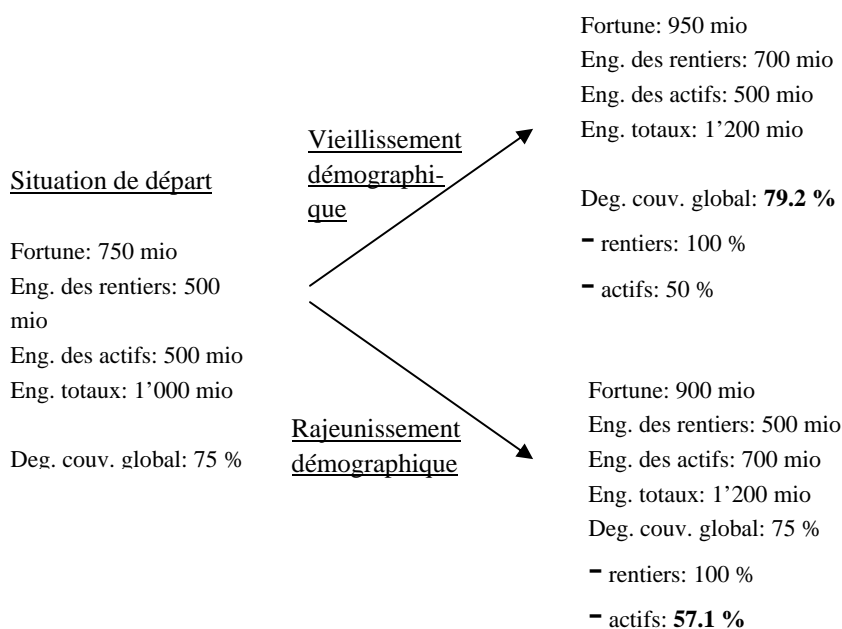 Situation de départ
Fortune: 750 mio
Eng. des rentiers: 500
mio
Eng. des actifs: 500 mio
Eng. totaux: 1’000 mio
Deg. couv. global: 75 %
Vieillissement
démographi-
que
Fortune: 950 mio
Eng. des rentiers: 700 mio
Eng. des actifs: 500 mio
Eng. totaux: 1’200 mio
Deg. couv. global: 79.2 %
- rentiers: 100 %
- actifs: 50 %
Rajeunissement
démographique
Fortune: 900 mio
Eng. des rentiers: 500 mio
Eng. des actifs: 700 mio
Eng. totaux: 1’200 mio
Deg. couv. global: 75 %
- rentiers: 100 %
- actifs: 57.1 %